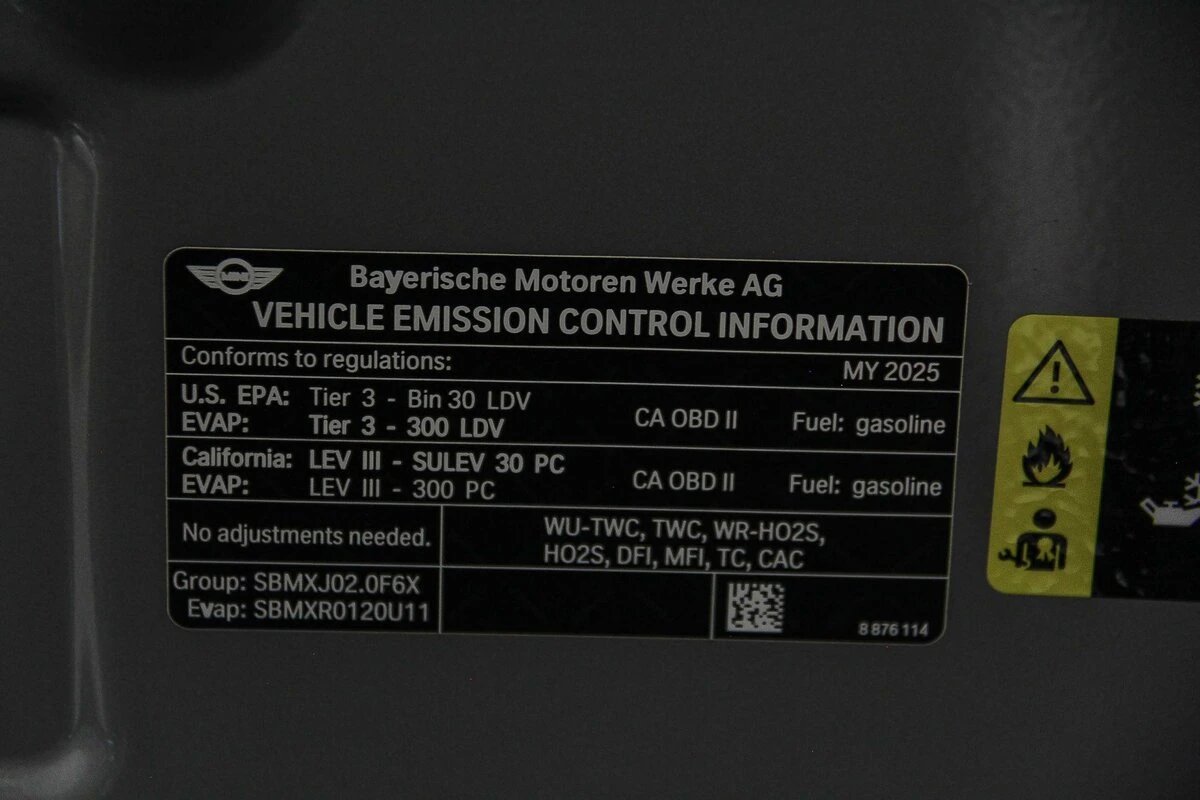 MINI
Bayerische Motoren Werke AG
VEHICLE EMISSION CONTROL INFORMATION
Conforms to regulations: MY 2025
U.S. EPA: Tier 3 - Bin 30 LDV
EVAP: Tier 3 - 300 LDV
CA OBD II Fuel: gasoline
California: LEV III - SULEV 30 PC
EVAP: LEV III - 300 PC
CA OBD II Fuel: gasoline
No adjustments needed.
WU-TWC, TWC, WR-HO2S,
HO2S, DFI, MFI, TC, CAC
Group: SBMXJ02.0F6X
Evap: SBMXR0120U11
8 876 114